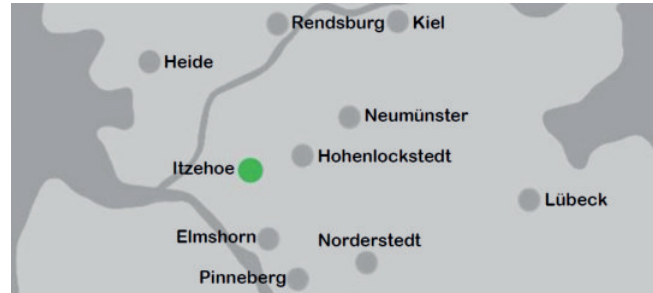 Rendsburg
Kiel
Heide
Neumünster
Hohenlockstedt
Itzehoe
Lübeck
Elmshorn
Norderstedt
Pinneberg